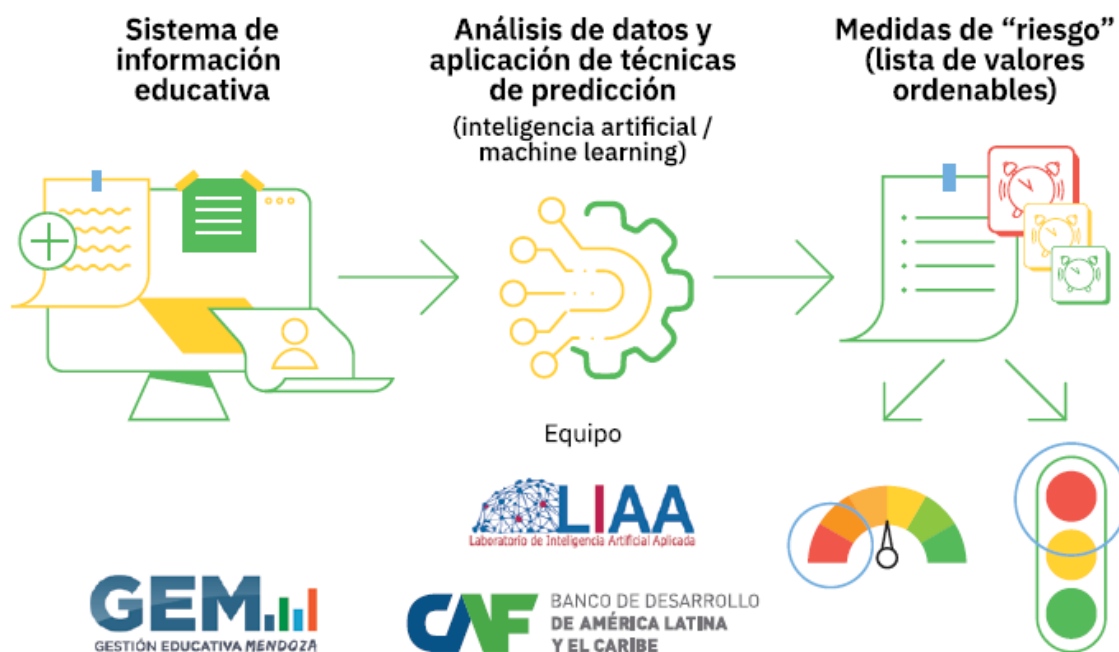 Sistema de
información
educativa
Análisis de datos y
aplicación de técnicas
de predicción
(inteligencia artificial /
machine learning)
Medidas de “riesgo”
(lista de valores
ordenables)
Equipo
LIAA
Laboratorio de Inteligencia Artificial Aplicada
GEM
GESTIÓN EDUCATIVA MENDOZA
CAF
BANCO DE DESARROLLO
DE AMÉRICA LATINA
Y EL CARIBE